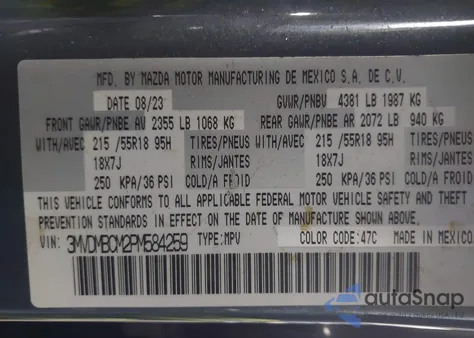 MFD. BY MAZDA MOTOR MANUFACTURING DE MEXICO S.A. DE C.V.
DATE 08/23 GVWR/PNBV 4381 LB 1987 KG
FRONT GAWR/PNBE AV 2355 LB 1068 KG REAR GAWR/PNBE AR 2072 LB 940 KG
WITH/AVEC 215 /55R18 95H TIRES/PNEUS WITH/AVEC 215 /55R18 95H TIRES/PNEUS
18X7J RIMS/JANTES 18X7J RIMS/JANTES
250 KPA/36 PSI COLD/A FROID 250 KPA/36 PSI COLD/A FROID
THIS VEHICLE CONFORMS TO ALL APPLICABLE FEDERAL MOTOR VEHICLE SAFETY AND THEFT
PREVENTION STANDARDS IN EFFECT ON THE DATE OF MANUFACTURE SHOWN ABOVE.
VIN: 3MVDMBCM2PM584259 TYPE: MPV COLOR CODE: 47C MADE IN MEXICO
autoSnap